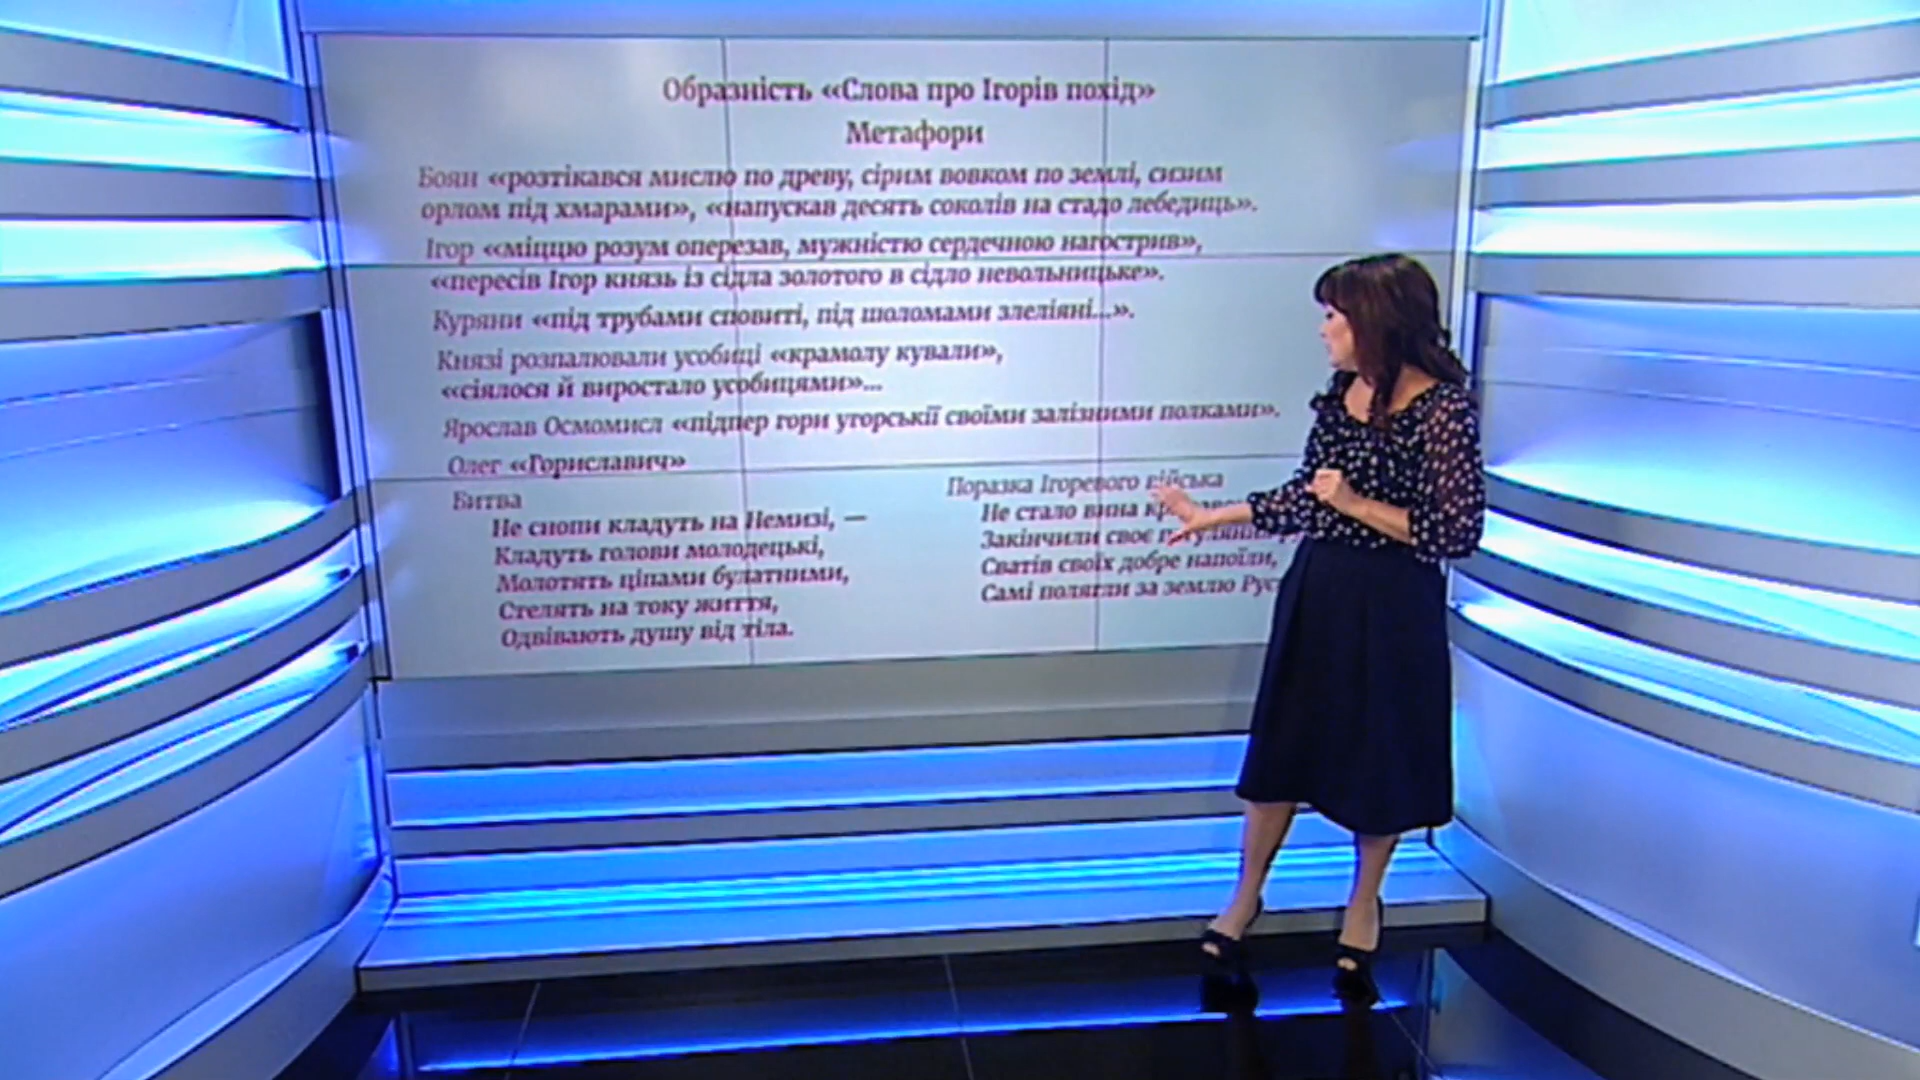 Образність «Слова про Ігорів похід»
Метафори
Боян «розтікався мислю по древу, сірим вовком по землі, сизим
орлом під хмарами», «напускав десять соколів на стадо лебедиць».
Ігор «міццю розум оперезав, мужністю сердечною нагострив»,
«пересів Ігор князь із сідла золотого в сідло невольницьке».
Куряни «під трубами сповиті, під шоломами злеліяні...».
Князі розпалювали усобиці «крамолу кували»,
«сіялося й виростало усобицями»...
Ярослав Осмомисл «підпер гори угорськії своїми залізними полками».
Олег «Гориславич»
Битва
Не снопи кладуть на Немизі, —
Кладуть голови молодецькі,
Молотять ціпами булатними,
Стелять на току життя,
Одвівають душу від тіла.
Поразка Ігоревого війська
Не стало вина
Закінчили своє
Сватів своїх добре напоїли,
Самі полягли за землю